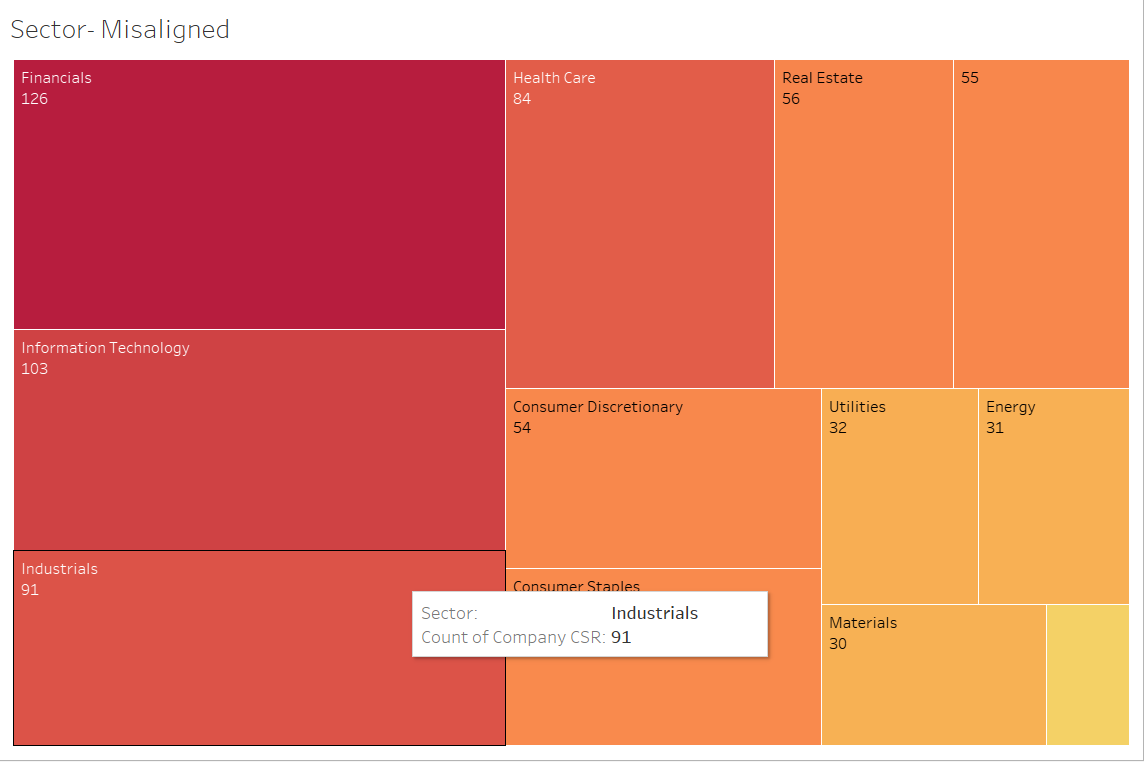 Sector- Misaligned
Financials
126
Health Care
84
Real Estate
56
55
Information Technology
103
Consumer Discretionary
54
Utilities
32
Energy
31
Industrials
91
Consumer Staples
Sector: Industrials
Count of Company CSR: 91
Materials
30